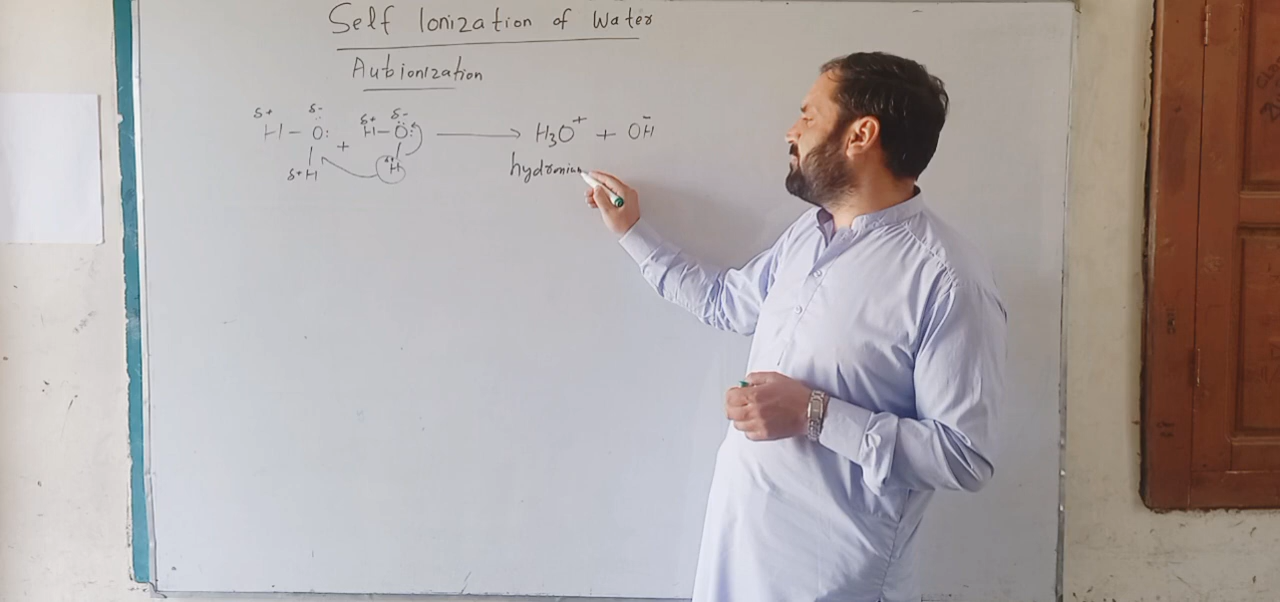 Self Ionization of Water
Autoionization
δ+ δ- δ+ δ-
H – O: + H – O: → H3O+ + OH-
δ+H δ+H hydronium